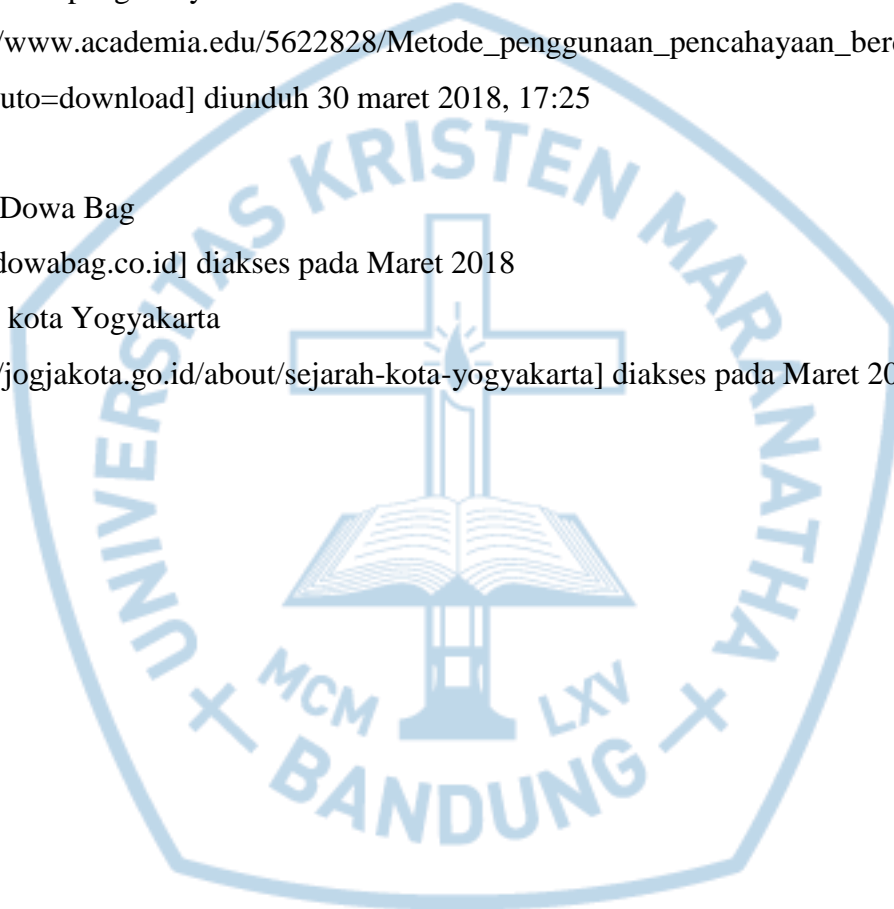 /www.academia.edu/5622828/Metode_penggunaan_pencahayaan_ber
uto=download] diunduh 30 maret 2018, 17:25
Dowa Bag
dowabag.co.id] diakses pada Maret 2018
kota Yogyakarta
/jogjakota.go.id/about/sejarah-kota-yogyakarta] diakses pada Maret 20
UNIVERSITAS KRISTEN MARANATHA
MCM LXV
BANDUNG